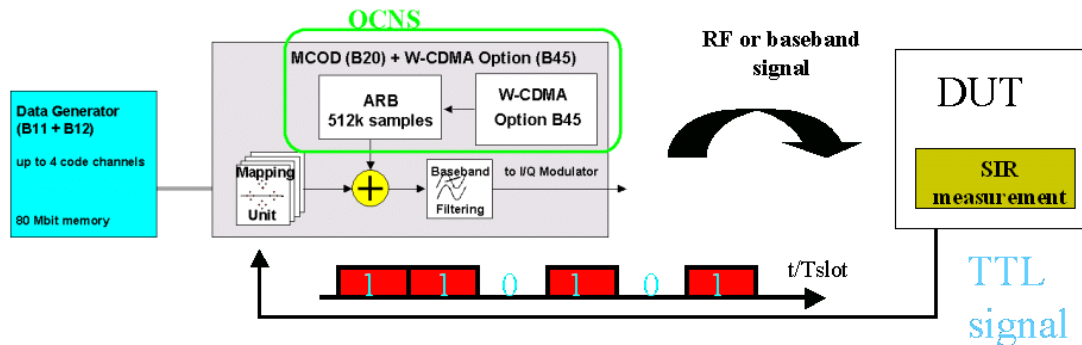 OCNS
MCOD (B20) + W-CDMA Option (B45)
ARB
512k samples
W-CDMA
Option B45
Data Generator
(B11 + B12)
up to 4 code channels
80 Mbit memory
Mapping
Unit
+
Baseband
Filtering
to I/Q Modulator
RF or baseband
signal
DUT
SIR
measurement
1 1 0 1 0 1
t/Tslot
TTL
signal